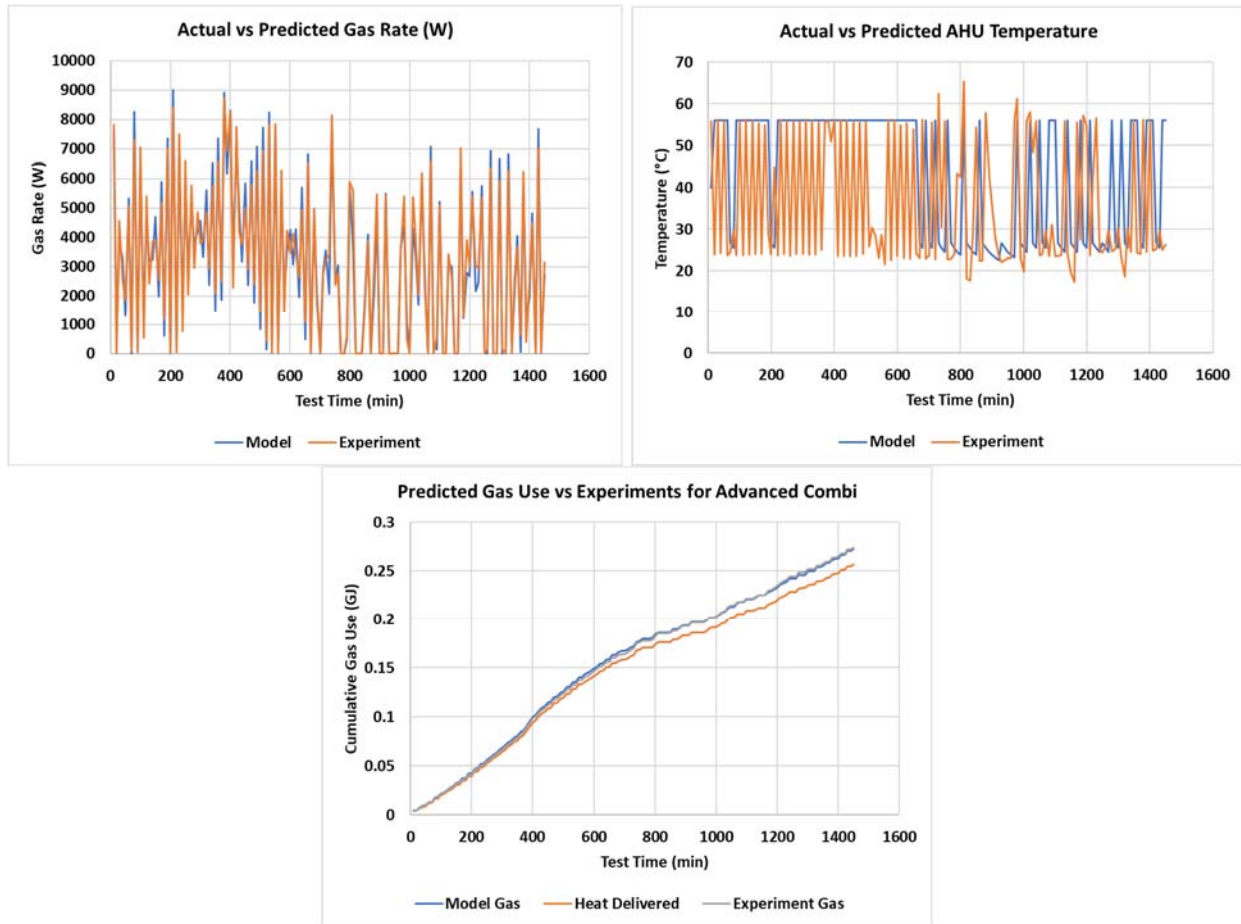 Actual vs Predicted Gas Rate (W)
10000
9000
8000
7000
6000
5000
4000
3000
2000
1000
0
Gas Rate (W)
0 200 400 600 800 1000 1200 1400 1600
Test Time (min)
Model Experiment
Actual vs Predicted AHU Temperature
70
60
50
40
30
20
10
0
Temperature (°C)
0 200 400 600 800 1000 1200 1400 1600
Test Time (min)
Model Experiment
Predicted Gas Use vs Experiments for Advanced Combi
0.3
0.25
0.2
0.15
0.1
0.05
0
Cumulative Gas Use (GJ)
0 200 400 600 800 1000 1200 1400 1600
Test Time (min)
Model Gas Heat Delivered Experiment Gas